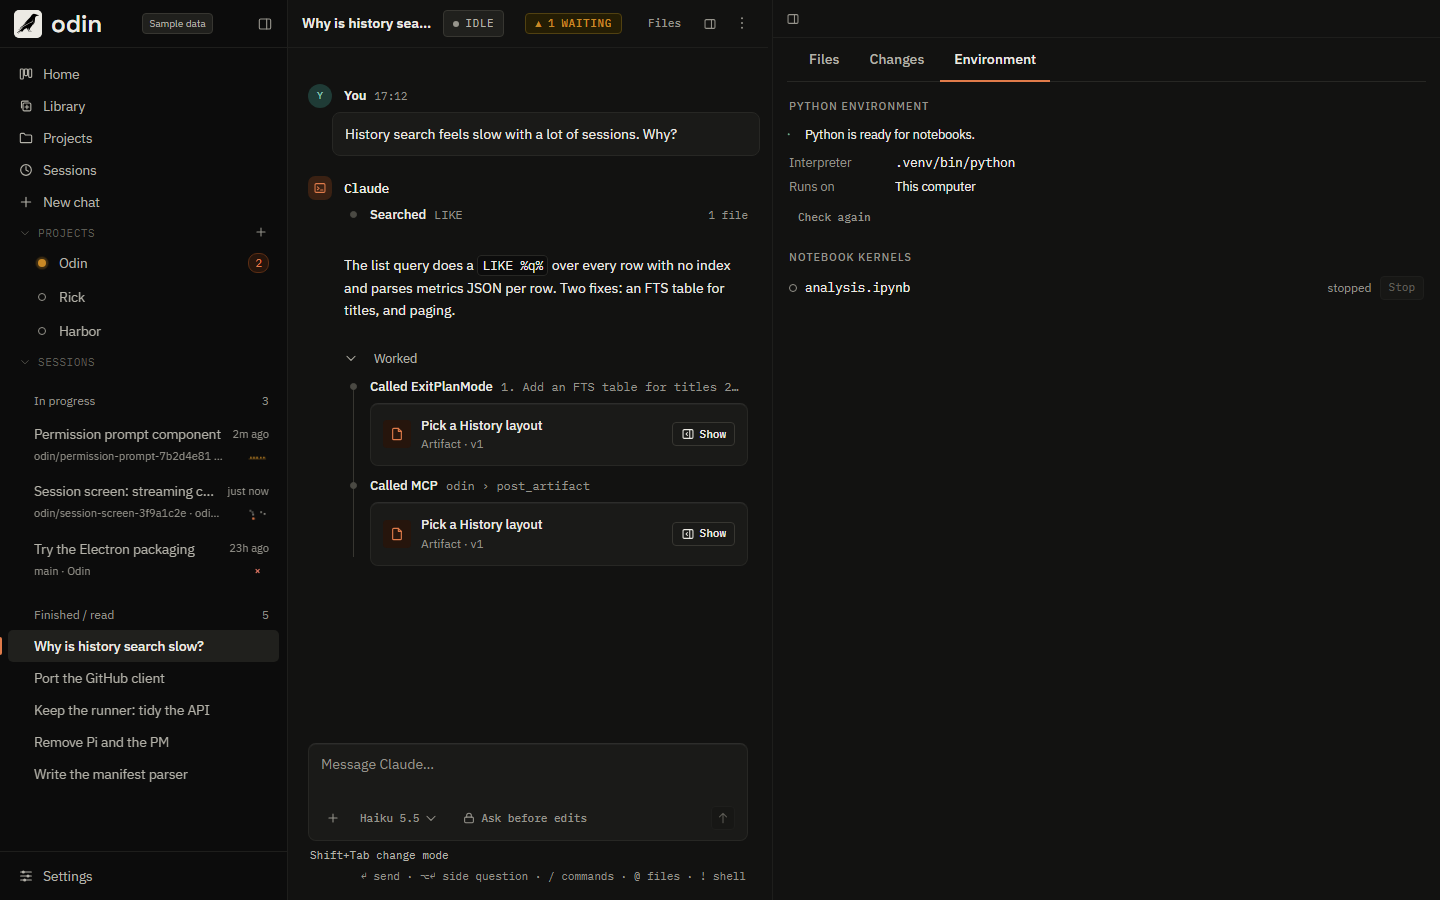 odin
Sample data
Home
Library
Projects
Sessions
New chat
PROJECTS
Odin
2
Rick
Harbor
SESSIONS
In progress
3
Permission prompt component
2m ago
odin/permission-prompt-7b2d4e81 ...
Session screen: streaming c...
just now
odin/session-screen-3f9a1c2e · odi...
Try the Electron packaging
23h ago
main · Odin
Finished / read
5
Why is history search slow?
Port the GitHub client
Keep the runner: tidy the API
Remove Pi and the PM
Write the manifest parser
Settings
Why is history sea...
IDLE
▲ 1 WAITING
Files
Y
You 17:12
History search feels slow with a lot of sessions. Why?
Claude
Searched LIKE
1 file
The list query does a LIKE %q% over every row with no index
and parses metrics JSON per row. Two fixes: an FTS table for
titles, and paging.
Worked
Called ExitPlanMode 1. Add an FTS table for titles 2…
Pick a History layout
Artifact · v1
Show
Called MCP odin › post_artifact
Pick a History layout
Artifact · v1
Show
Message Claude...
Haiku 5.5
Ask before edits
Shift+Tab change mode
⏎ send · ⌥⏎ side question · / commands · @ files · ! shell
Files
Changes
Environment
PYTHON ENVIRONMENT
· Python is ready for notebooks.
Interpreter .venv/bin/python
Runs on This computer
Check again
NOTEBOOK KERNELS
analysis.ipynb
stopped
Stop